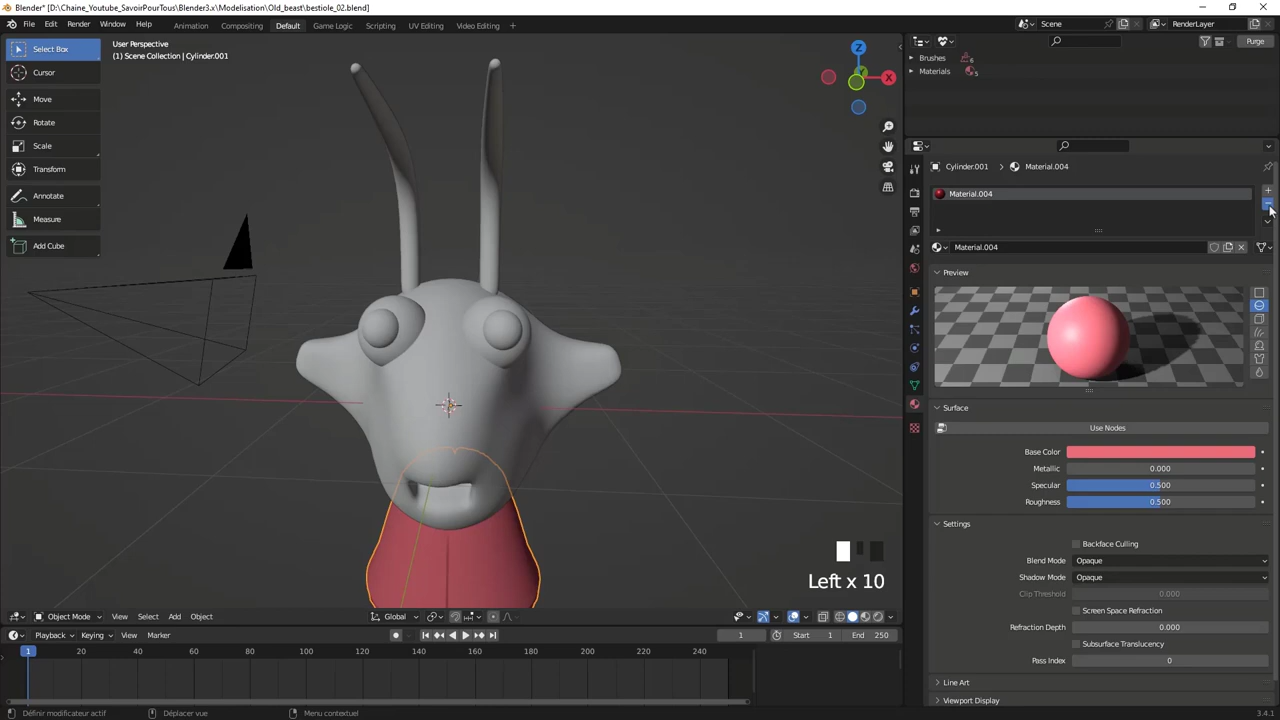 Blender* [D:\Chaine_Youtube_SavoirPourTous\Blender3.x\Modelisation\Old_beast\bestiole_02.blend]
File Edit Render Window Help Animation Compositing Default Logic Scripting UV Editing Video Editing Scene RenderLayer
Select Box
Cursor
Move
Rotate
Scale
Transform
Annotate
Measure
Add Cube
User Perspective
(1) Scene Collection | Cylinder.001
Z
X
Left x 10
Object Mode View Select Add Object Global
Playback Keying View Marker 1 Start 1 End 250
1 20 40 60 80 100 120 140 160 180 200 220 240
Définir modificateur actif Déplacer vue Menu contextuel 3.4.1
Purge
Brushes 6
Materials 5
Cylinder.001 Material.004
Material.004
Material.004
Preview
Surface
Use Nodes
Base Color
Metallic 0.000
Specular 0.500
Roughness 0.500
Settings
Backface Culling
Blend Mode Opaque
Shadow Mode Opaque
Clip Threshold 0.000
Screen Space Refraction
Refraction Depth 0.000
Subsurface Translucency
Pass Index 0
Line Art
Viewport Display